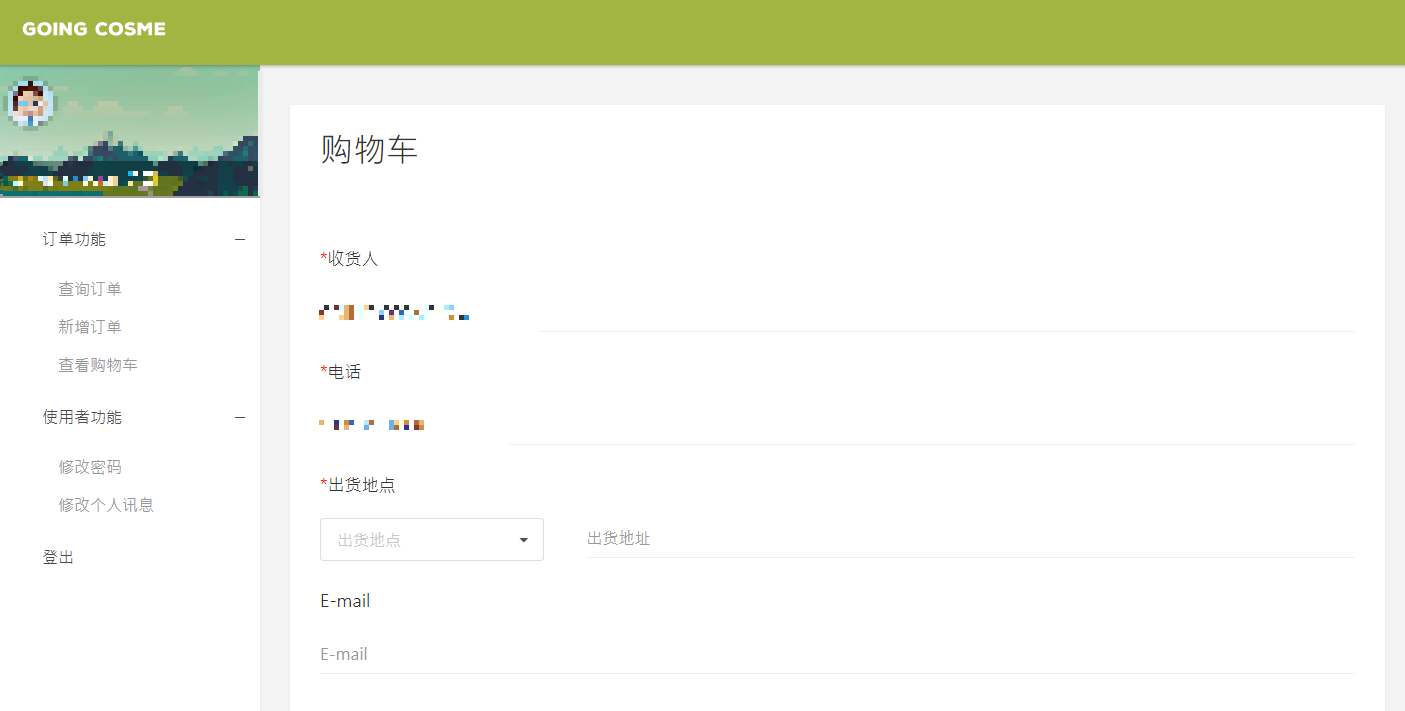 GOING COSME
订单功能
查询订单
新增订单
查看购物车
使用者功能
修改密码
修改个人讯息
登出
购物车
*收货人
*电话
*出货地点
出货地点
出货地址
E-mail
E-mail